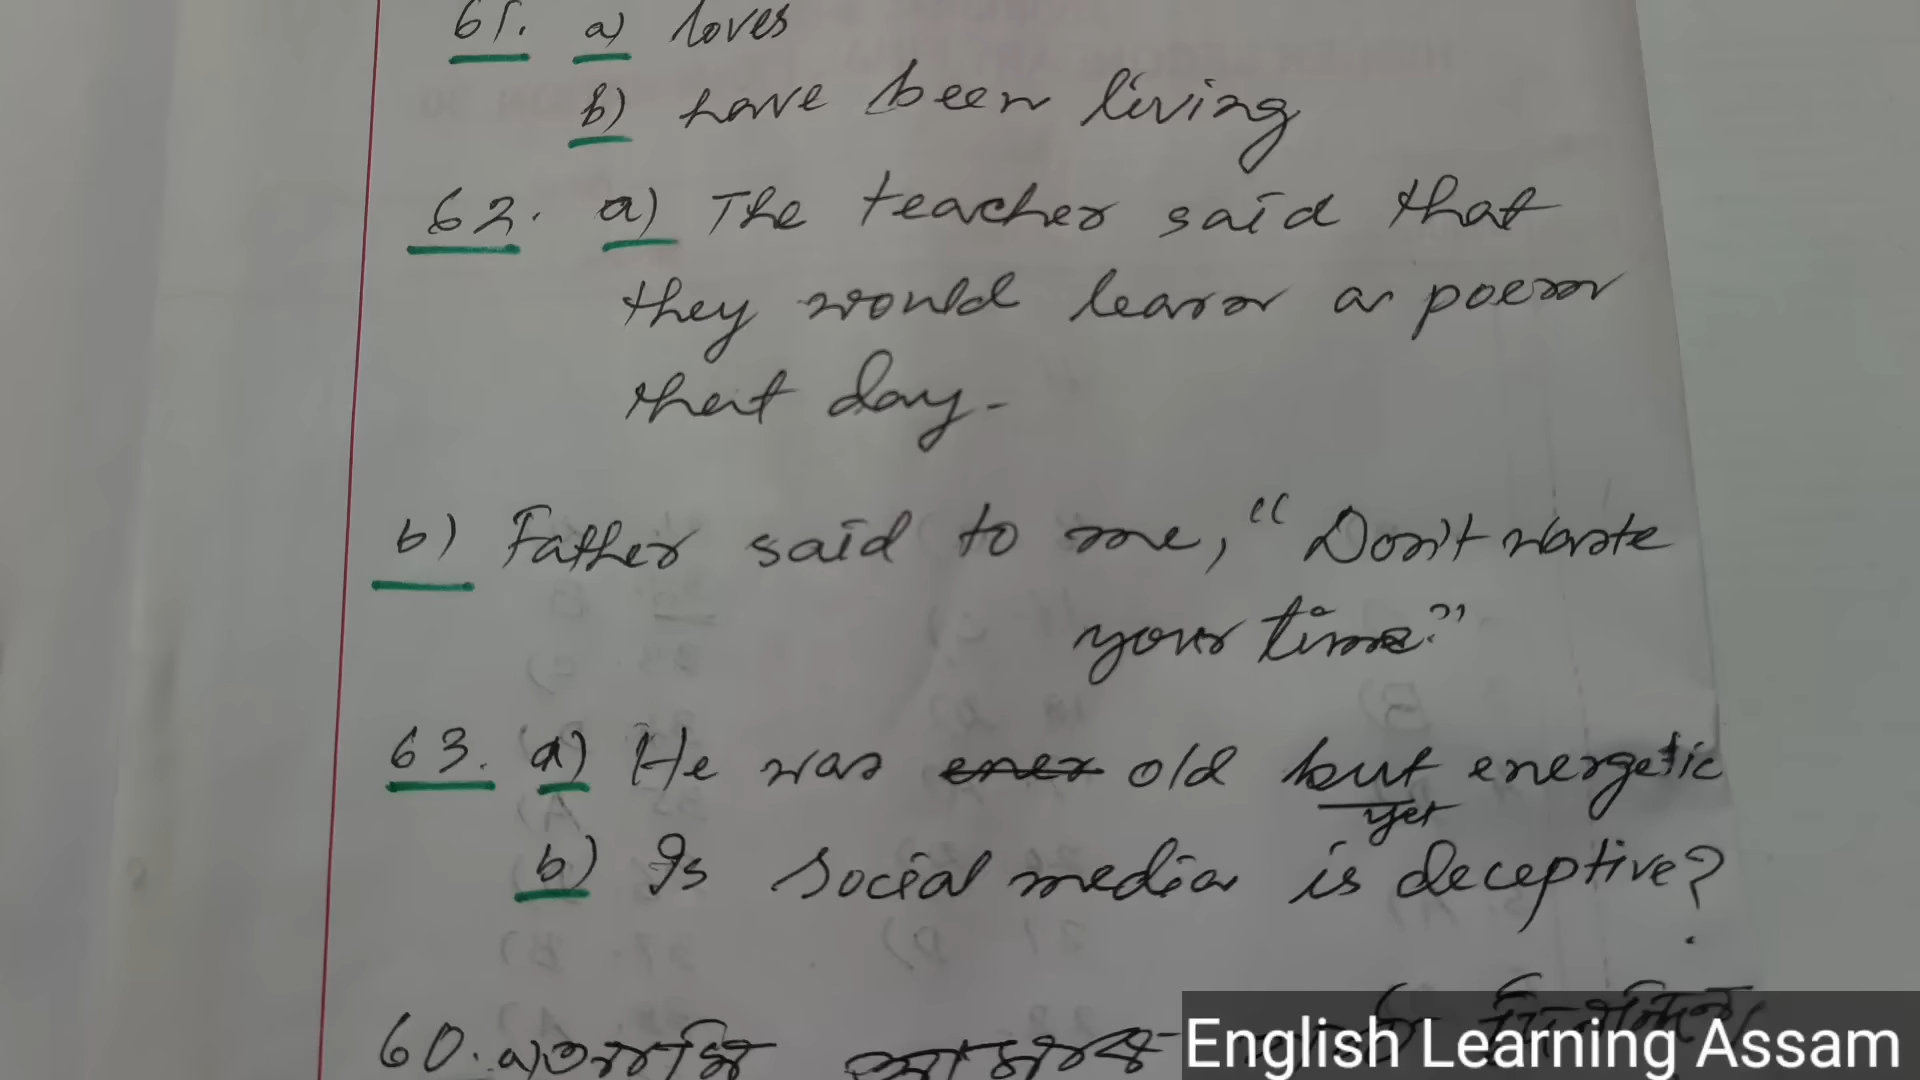 61. a) loves
b) have been living
62. a) The teacher said that
they would learn a poem
that day.
b) Father said to me, "Don't waste
your time."
63. a) He was ener old but energetic
yet
b) Is social media is deceptive?
60. a)
English Learning Assam